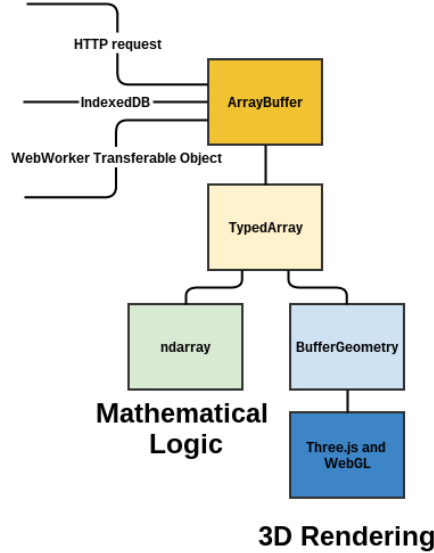 HTTP request
ArrayBuffer
IndexedDB
WebWorker Transferable Object
TypedArray
ndarray
BufferGeometry
Mathematical
Logic
Three.js and
WebGL
3D Rendering